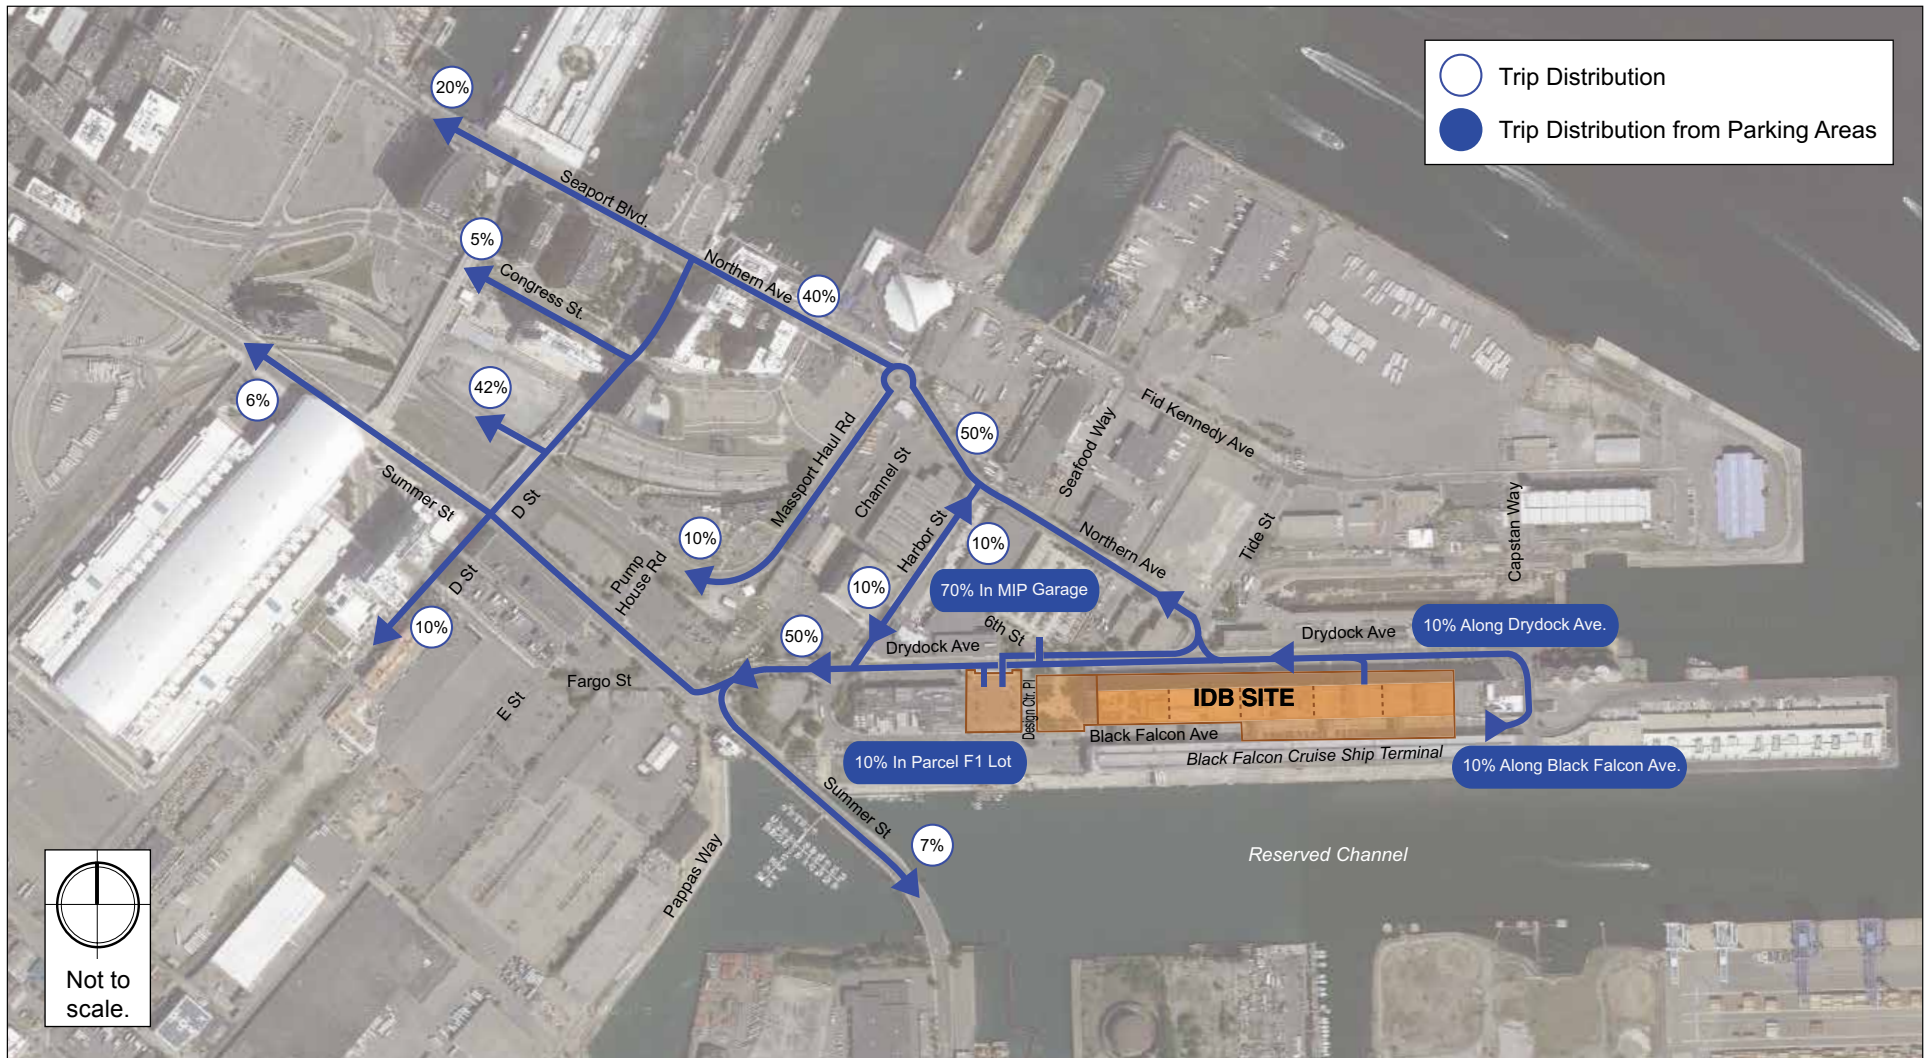 Trip Distribution
Trip Distribution from Parking Areas
20%
Seaport Blvd.
5%
Congress St.
Northern Ave
40%
6%
42%
Summer St
D St
Massport Haul Rd
Channel St
50%
Seafood Way
Fid Kennedy Ave
Harbor St
10%
Northern Ave
Tide St
Capstan Way
10%
Pump
House Rd
D St
10%
10%
70% In MIP Garage
6th St
50%
Drydock Ave
Drydock Ave
10% Along Drydock Ave.
Fargo St
E St
Design Ctr. Pl
IDB SITE
Black Falcon Ave
Black Falcon Cruise Ship Terminal
10% In Parcel F1 Lot
10% Along Black Falcon Ave.
Summer St
7%
Pappas Way
Reserved Channel
Not to
scale.